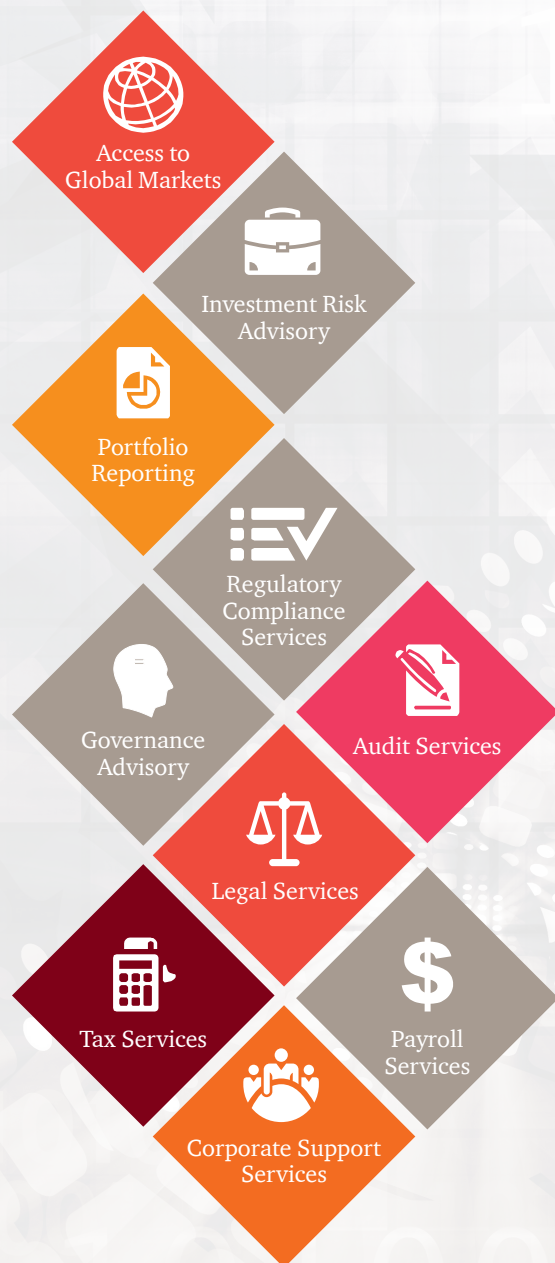 Access to
Global Markets
Investment Risk
Advisory
Portfolio
Reporting
Regulatory
Compliance
Services
Governance
Advisory
Audit Services
Legal Services
Tax Services
$
Payroll
Services
Corporate Support
Services